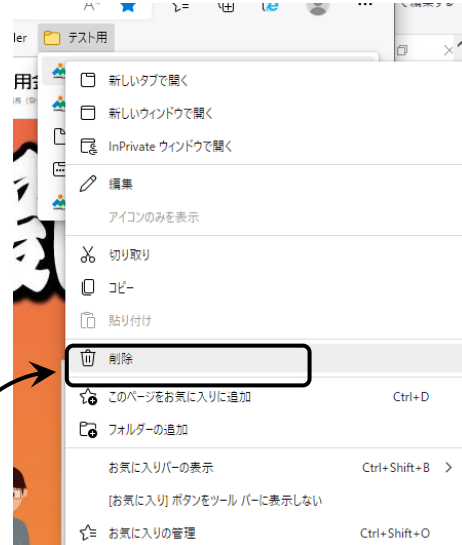 A
で編集する
ler テスト用
用
新しいタブで開く
新しいウィンドウで開く
InPrivate ウィンドウで開く
編集
アイコンのみを表示
切り取り
コピー
貼り付け
削除
このページをお気に入りに追加 Ctrl+D
フォルダーの追加
お気に入りバーの表示 Ctrl+Shift+B
[お気に入り] ボタンをツール バーに表示しない
お気に入りの管理 Ctrl+Shift+O